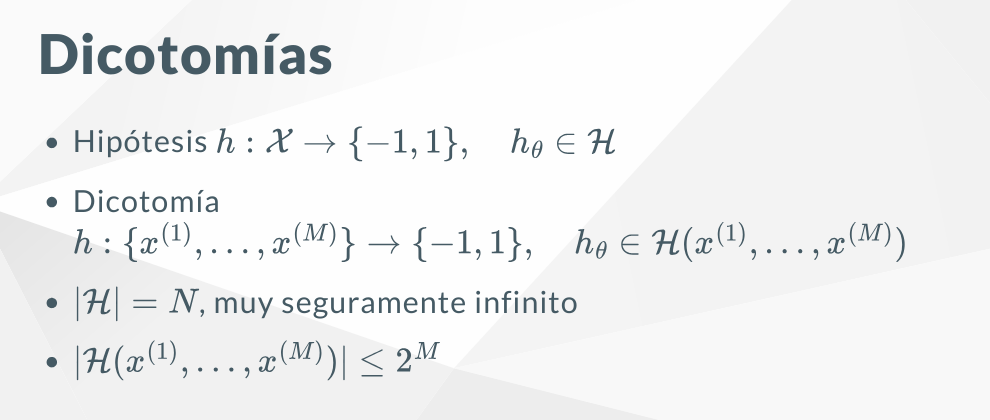 Dicotomías
• Hipótesis $h : \mathcal{X} \to \{-1, 1\}, \quad h_\theta \in \mathcal{H}$
• Dicotomía
$h : \{x^{(1)}, \ldots, x^{(M)}\} \to \{-1, 1\}, \quad h_\theta \in \mathcal{H}(x^{(1)}, \ldots, x^{(M)})$
• $|\mathcal{H}| = N$, muy seguramente infinito
• $|\mathcal{H}(x^{(1)}, \ldots, x^{(M)})| \leq 2^M$